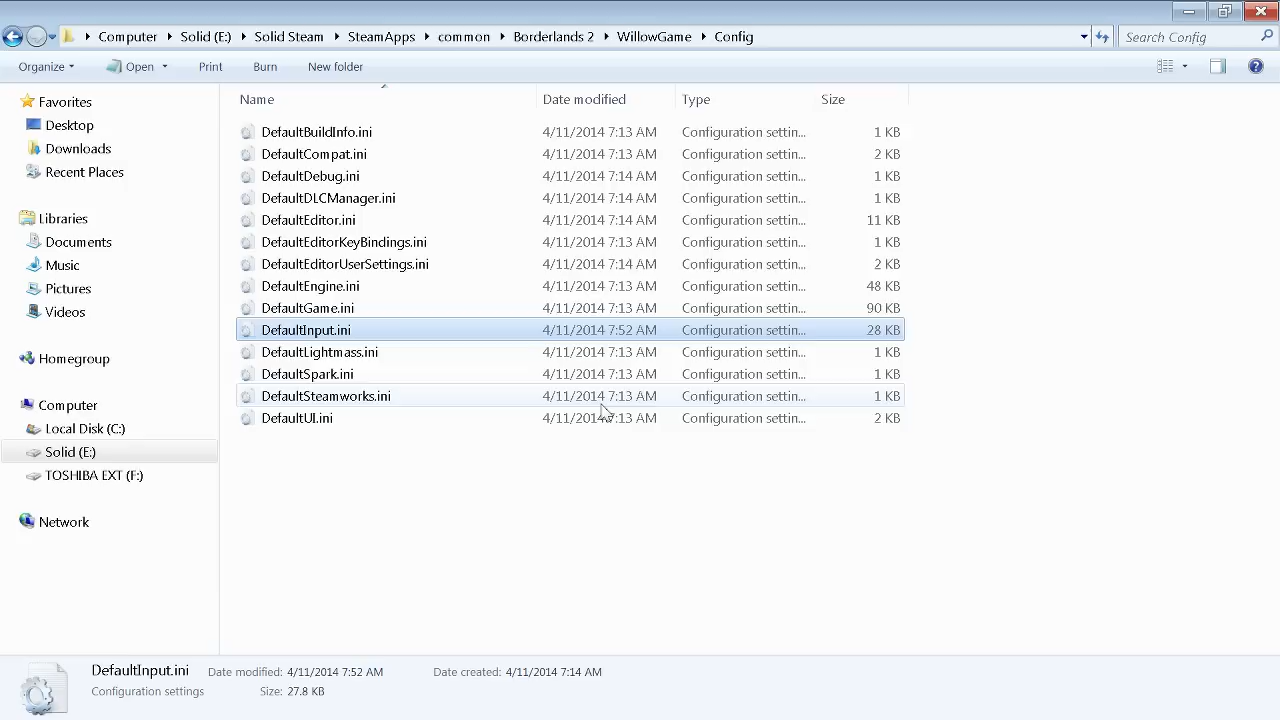 Computer Solid (E:) Solid Steam SteamApps common Borderlands 2 WillowGame Config Search Config
Organize Open Print Burn New folder
Name Date modified Type Size
Favorites
Desktop
Downloads
Recent Places
Libraries
Documents
Music
Pictures
Videos
Homegroup
Computer
Local Disk (C:)
Solid (E:)
TOSHIBA EXT (F:)
Network
DefaultBuildInfo.ini 4/11/2014 7:13 AM Configuration settin... 1 KB
DefaultCompat.ini 4/11/2014 7:13 AM Configuration settin... 2 KB
DefaultDebug.ini 4/11/2014 7:14 AM Configuration settin... 1 KB
DefaultDLCManager.ini 4/11/2014 7:14 AM Configuration settin... 1 KB
DefaultEditor.ini 4/11/2014 7:14 AM Configuration settin... 11 KB
DefaultEditorKeyBindings.ini 4/11/2014 7:13 AM Configuration settin... 1 KB
DefaultEditorUserSettings.ini 4/11/2014 7:14 AM Configuration settin... 2 KB
DefaultEngine.ini 4/11/2014 7:13 AM Configuration settin... 48 KB
DefaultGame.ini 4/11/2014 7:13 AM Configuration settin... 90 KB
DefaultInput.ini 4/11/2014 7:52 AM Configuration settin... 28 KB
DefaultLightmass.ini 4/11/2014 7:13 AM Configuration settin... 1 KB
DefaultSpark.ini 4/11/2014 7:13 AM Configuration settin... 1 KB
DefaultSteamworks.ini 4/11/2014 7:13 AM Configuration settin... 1 KB
DefaultUI.ini 4/11/2014 7:13 AM Configuration settin... 2 KB
DefaultInput.ini Date modified: 4/11/2014 7:52 AM Date created: 4/11/2014 7:14 AM
Configuration settings Size: 27.8 KB